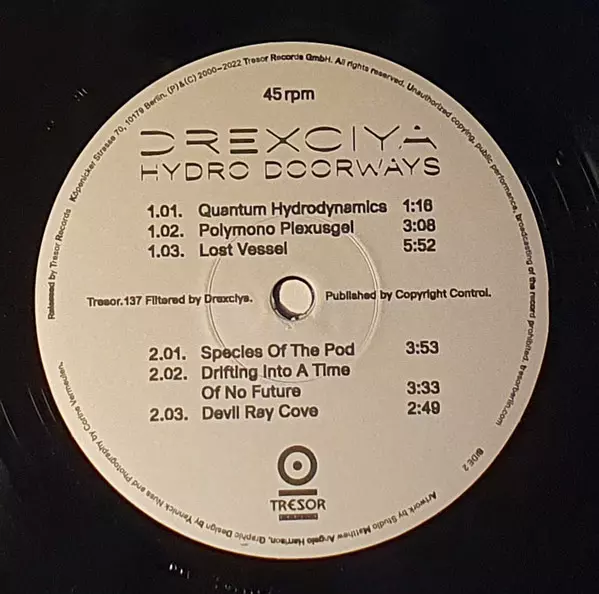 Released by Tresor Records Köpenicker Strasse 70, 10179 Berlin. (P)&(C) 2000-2022 Tresor Records GmbH. All rights reserved. Unauthorized copying, public performance, broadcasting of the record prohibited. tresorberlin.com
45 rpm
DREXCIYA
HYDRO DOORWAYS
1.01. Quantum Hydrodynamics 1:16
1.02. Polymono Plexusgel 3:08
1.03. Lost Vessel 5:52
Tresor.137 Filtered by Drexciya. Published by Copyright Control.
2.01. Species Of The Pod 3:53
2.02. Drifting Into A Time
Of No Future 3:33
2.03. Devil Ray Cove 2:49
SIDE 2
TRESOR
Artwork by Studio Matthew Angelo Harrison, Graphic Design by Yannick Nuss and Photography by Corine Vermeulen